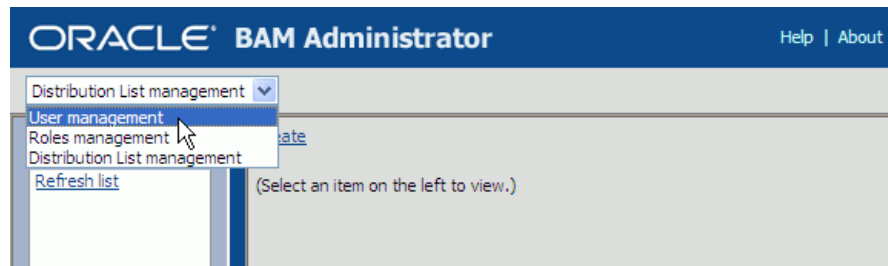 ORACLE BAM Administrator Help | About
Distribution List management
User management
Roles management
Distribution List management
Refresh list
(Select an item on the left to view.)